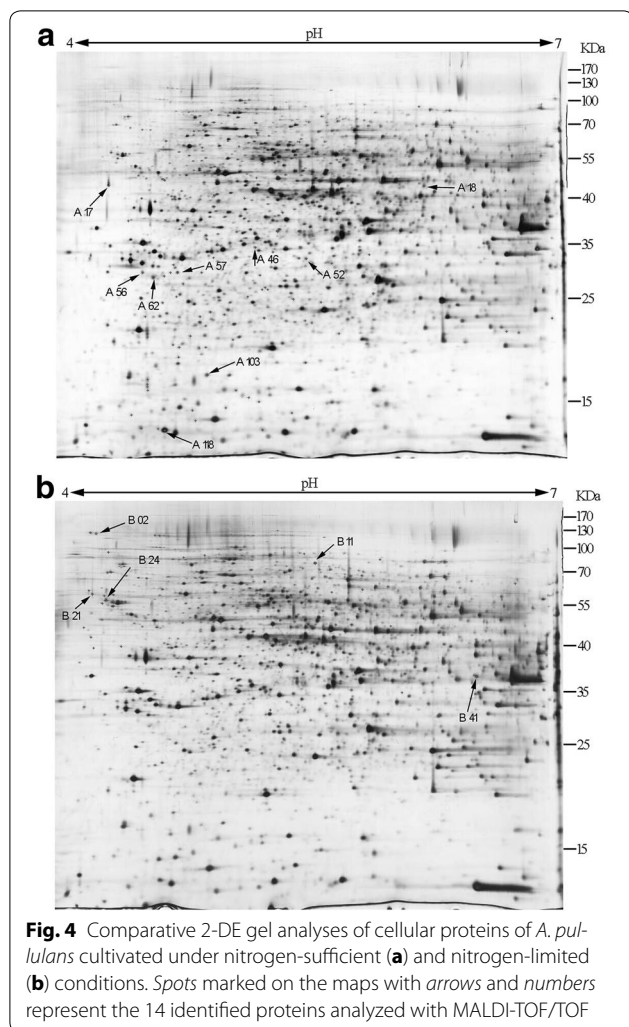 a
4 pH 7
KDa
170
130
100
70
55
A 18
A 17
40
35
A 46
A 57
A 52
A 56
A 62
25
A 103
15
A 118
b
4 pH 7
KDa
170
B 02
130
B 11
100
B 24
70
B 21
55
40
35
B 41
25
15
Fig. 4 Comparative 2-DE gel analyses of cellular proteins of A. pul-
lulans cultivated under nitrogen-sufficient (a) and nitrogen-limited
(b) conditions. Spots marked on the maps with arrows and numbers
represent the 14 identified proteins analyzed with MALDI-TOF/TOF